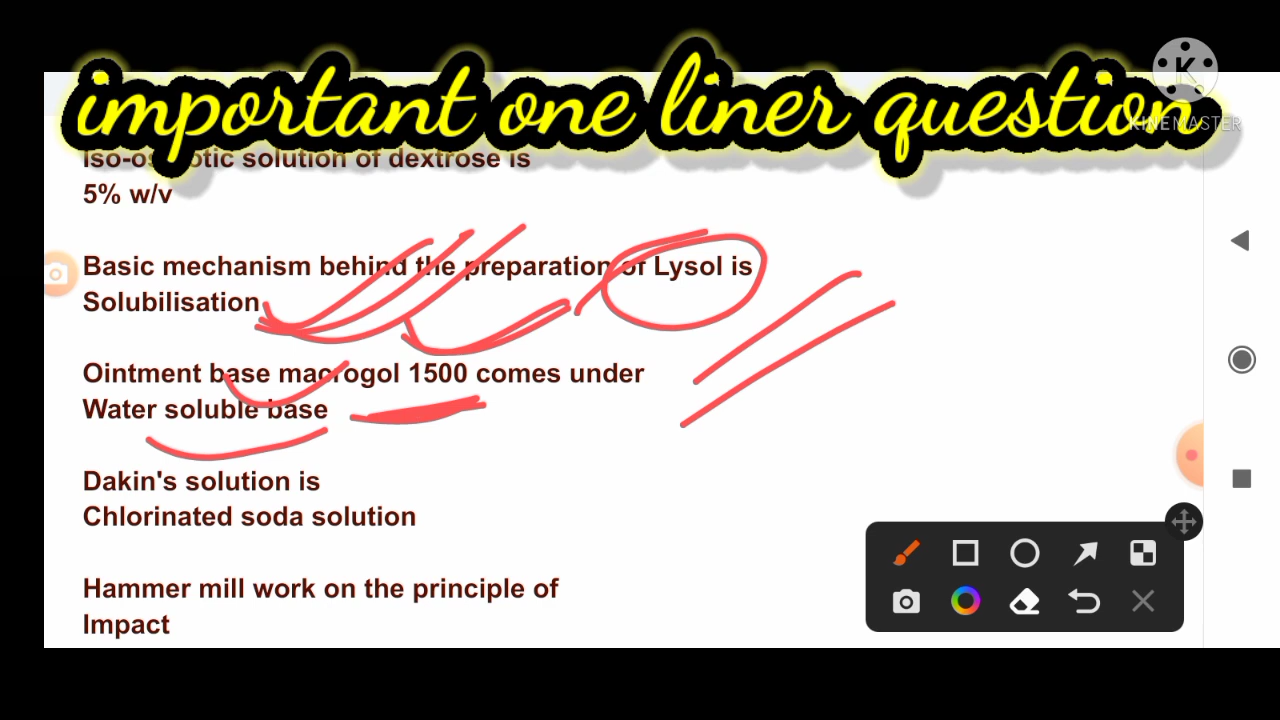 important one liner question
KINEMASTER
solution of dextrose is
5% w/v
Basic mechanism behind the preparation of Lysol is
Solubilisation
Ointment base macrogol 1500 comes under
Water soluble base
Dakin's solution is
Chlorinated soda solution
Hammer mill work on the principle of
Impact